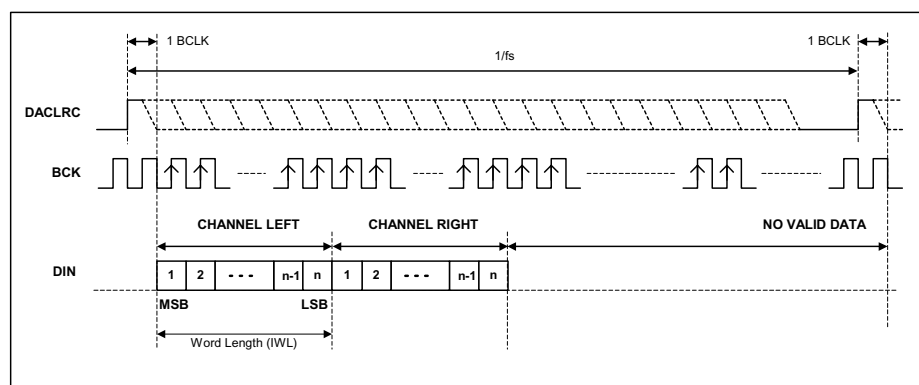 1 BCLK 1 BCLK
1/fs
DACLRC
BCK
CHANNEL LEFT CHANNEL RIGHT NO VALID DATA
DIN 1 2 - - - n-1 n 1 2 - - - n-1 n
MSB LSB
Word Length (IWL)